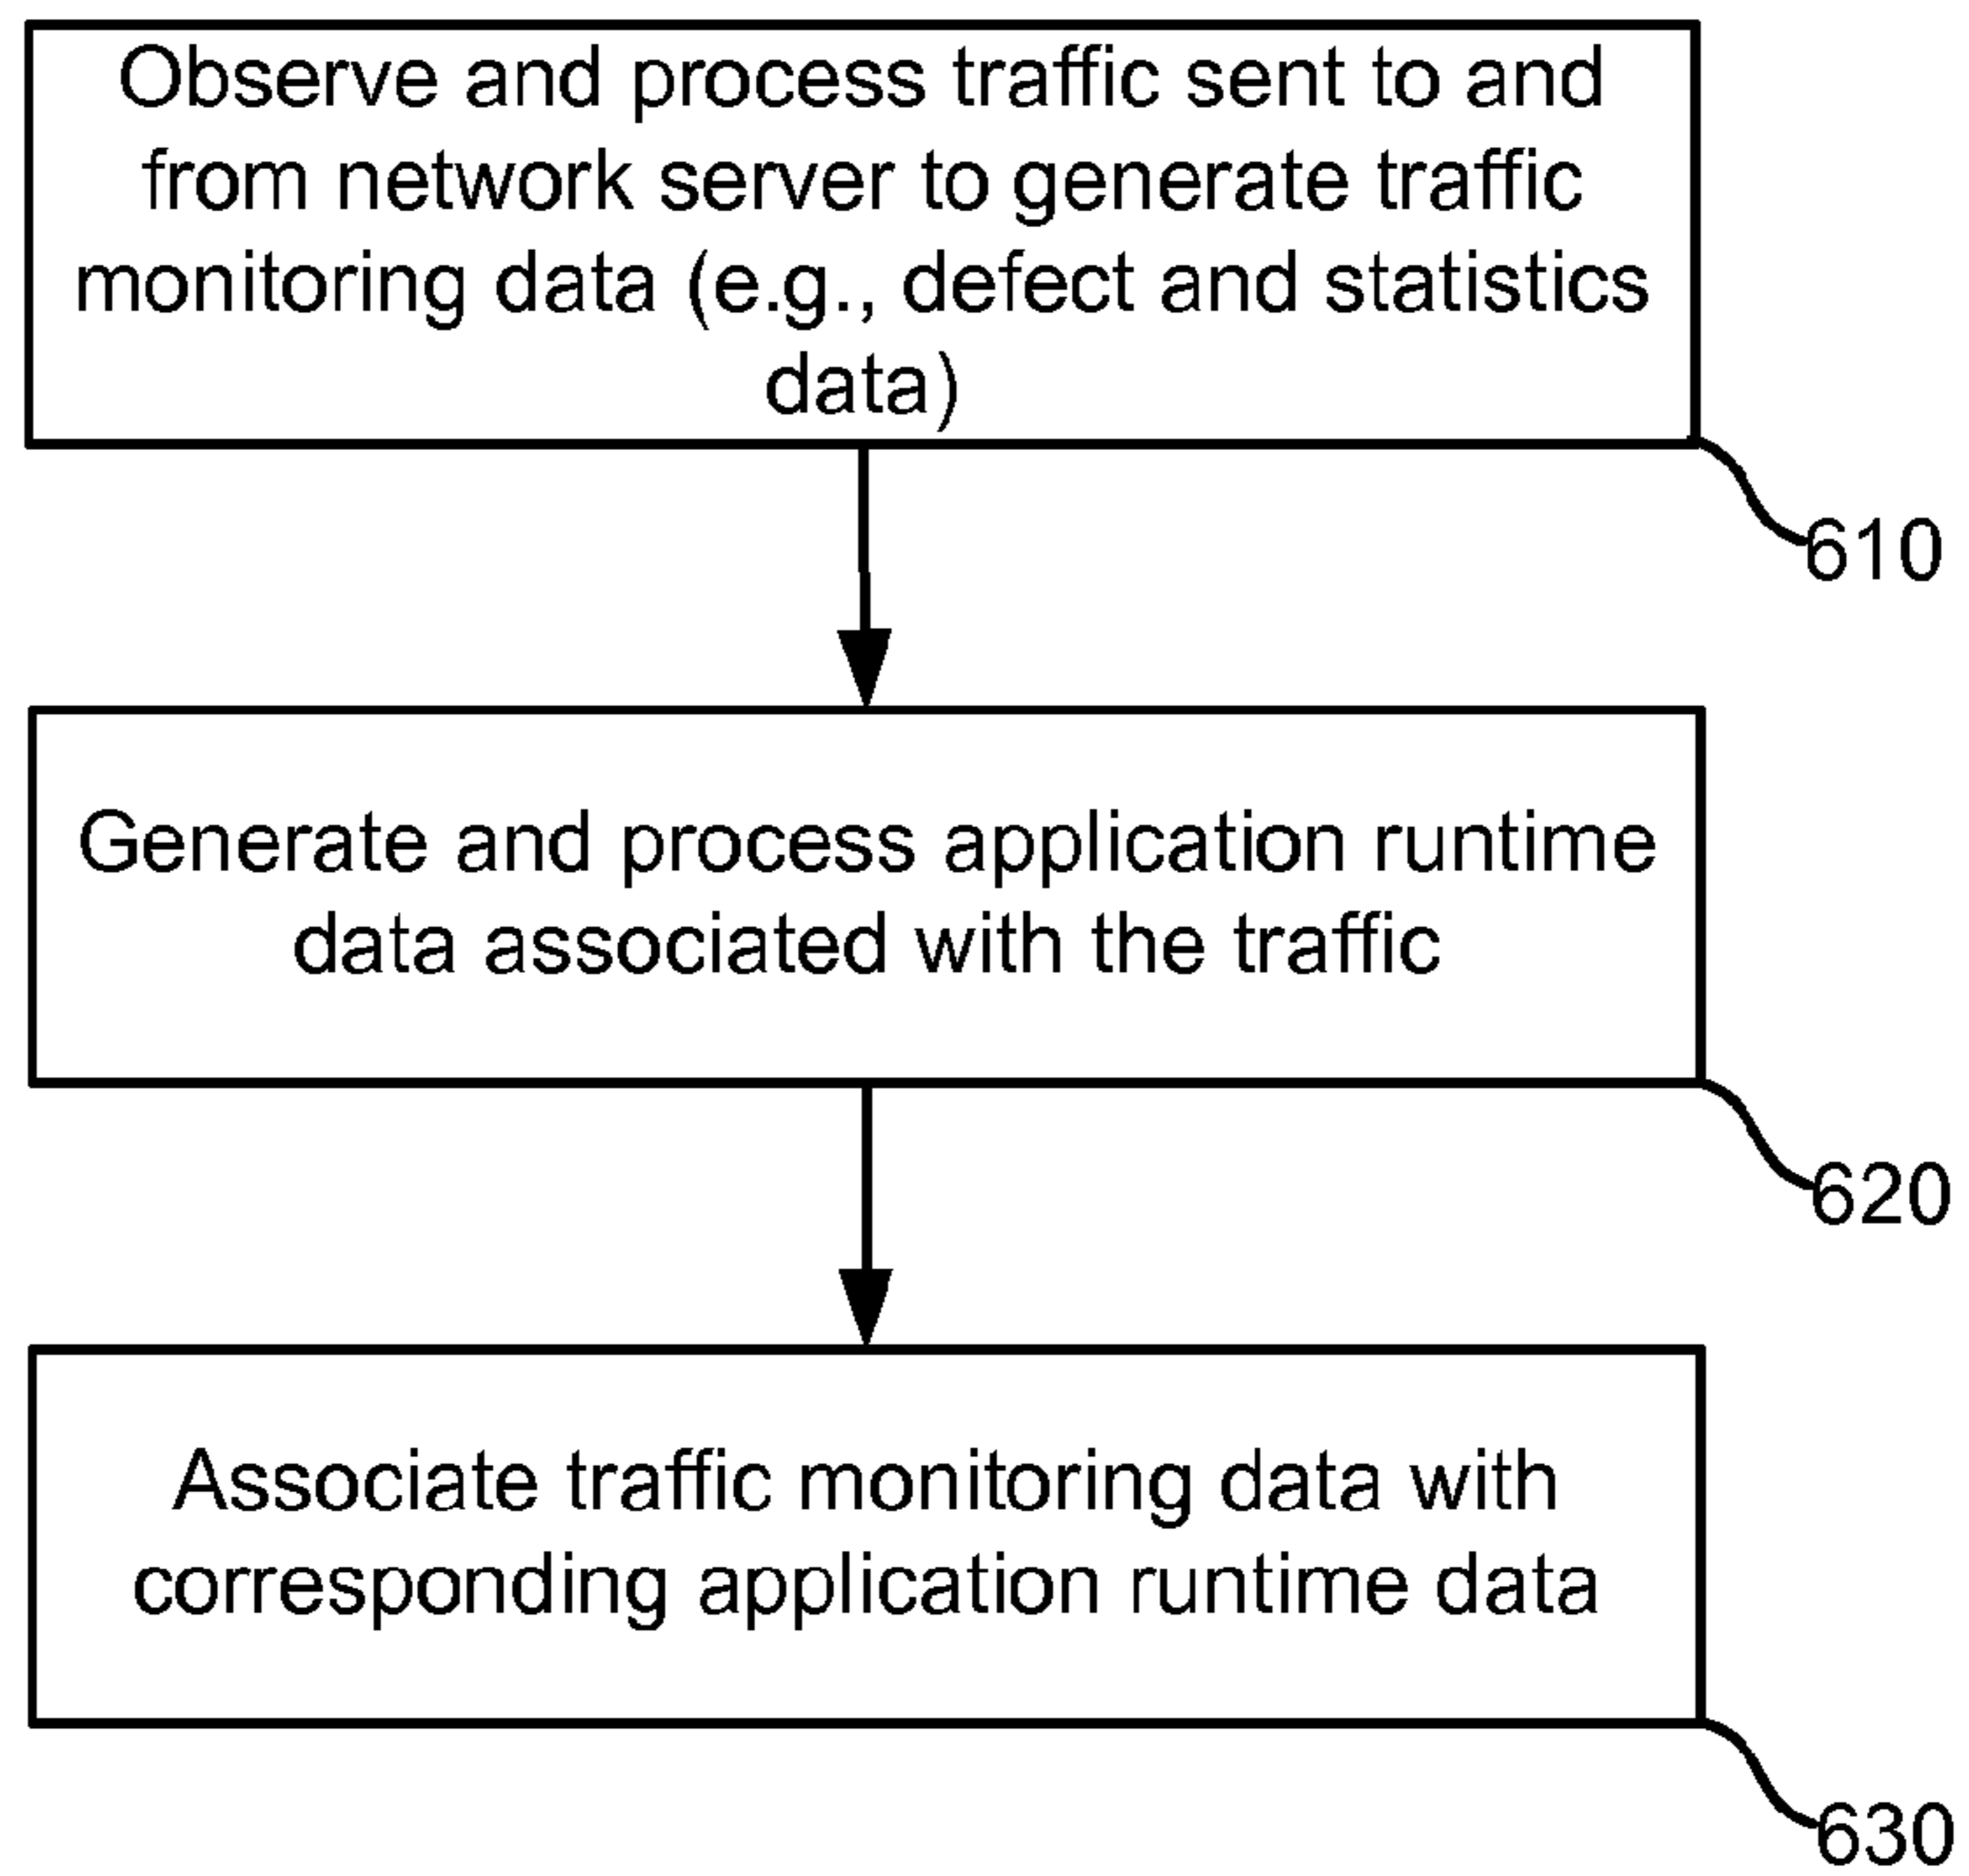 Observe and process traffic sent to and
from network server to generate traffic
monitoring data (e.g., defect and statistics
data)
610
Generate and process application runtime
data associated with the traffic
620
Associate traffic monitoring data with
corresponding application runtime data
630